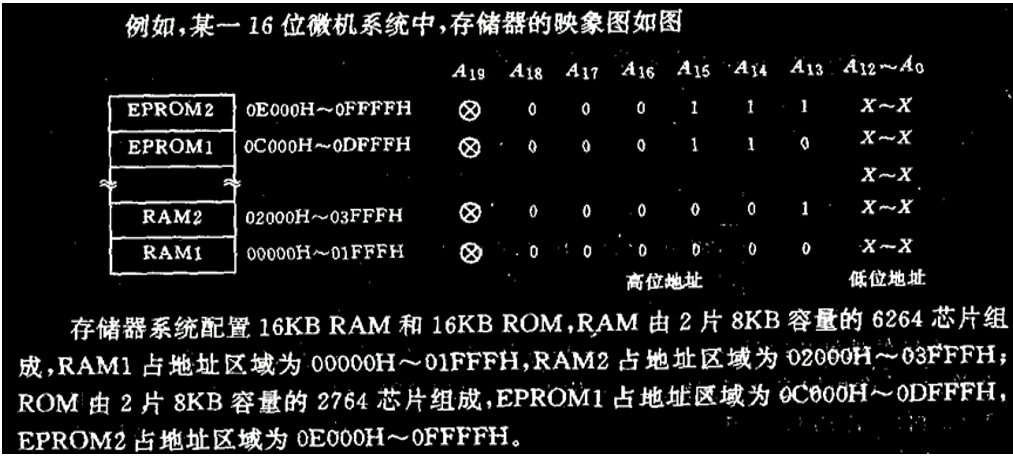 例如,某一16位微机系统中,存储器的映象图如图
A19 A18 A17 A16 A15 A14 A13 A12~A0
EPROM2 0E000H~0FFFFH ⊗ 0 0 0 1 1 1 X~X
EPROM1 0C000H~0DFFFH ⊗ 0 0 0 1 1 0 X~X
X~X
RAM2 02000H~03FFFH ⊗ 0 0 0 0 0 1 X~X
RAM1 00000H~01FFFH ⊗ 0 0 0 0 0 0 X~X
高位地址 低位地址
存储器系统配置16KB RAM和16KB ROM,RAM由2片8KB容量的6264芯片组
成,RAM1占地址区域为00000H~01FFFH,RAM2占地址区域为02000H~03FFFH;
ROM由2片8KB容量的2764芯片组成,EPROM1占地址区域为0C000H~0DFFFH,
EPROM2占地址区域为0E000H~0FFFFH。